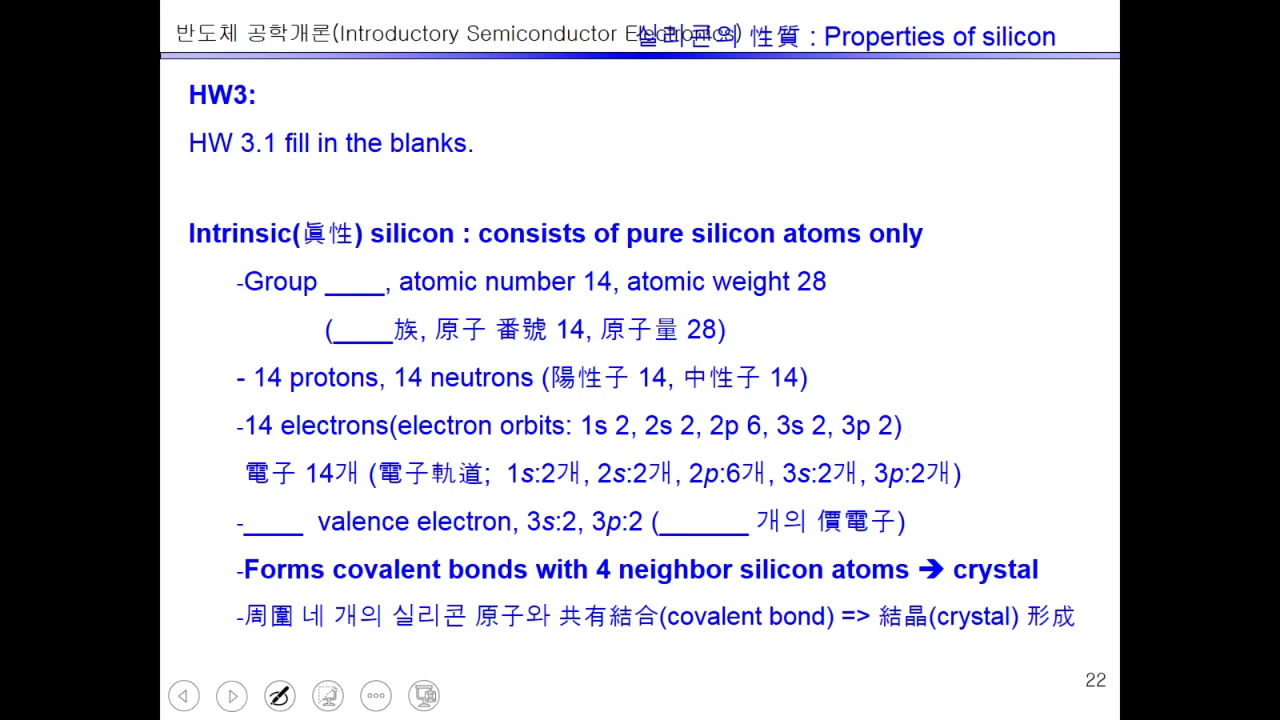 반도체 공학개론(Introductory Semiconductor Electronics)
실리콘의 性質 : Properties of silicon
HW3:
HW 3.1 fill in the blanks.
Intrinsic(眞性) silicon : consists of pure silicon atoms only
-Group ____, atomic number 14, atomic weight 28
(____族, 原子 番號 14, 原子量 28)
- 14 protons, 14 neutrons (陽性子 14, 中性子 14)
-14 electrons(electron orbits: 1s 2, 2s 2, 2p 6, 3s 2, 3p 2)
電子 14개 (電子軌道; 1s:2개, 2s:2개, 2p:6개, 3s:2개, 3p:2개)
-____ valence electron, 3s:2, 3p:2 (______ 개의 價電子)
-Forms covalent bonds with 4 neighbor silicon atoms ➔ crystal
-周圍 네 개의 실리콘 原子와 共有結合(covalent bond) => 結晶(crystal) 形成
22